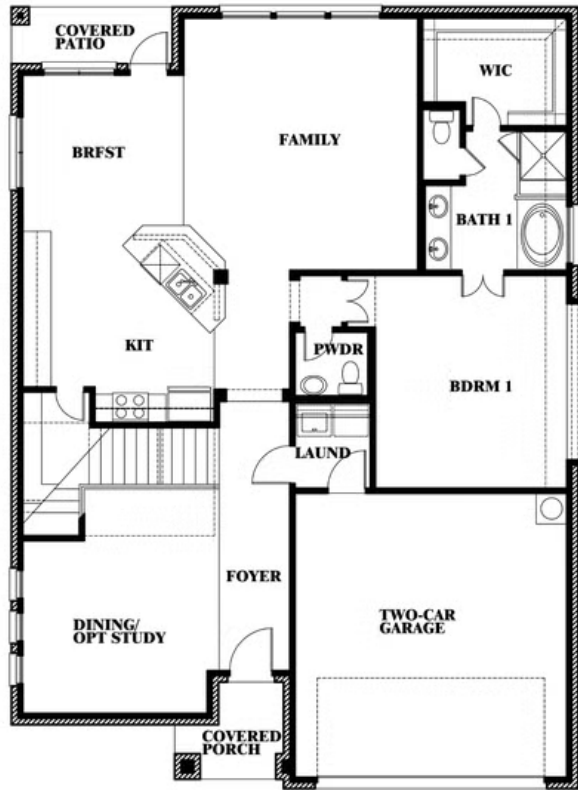 COVERED
PATIO
WIC
BRFST
FAMILY
BATH 1
KIT
PWDR
BDRM 1
LAUND
FOYER
DINING/
OPT STUDY
TWO-CAR
GARAGE
COVERED
PORCH